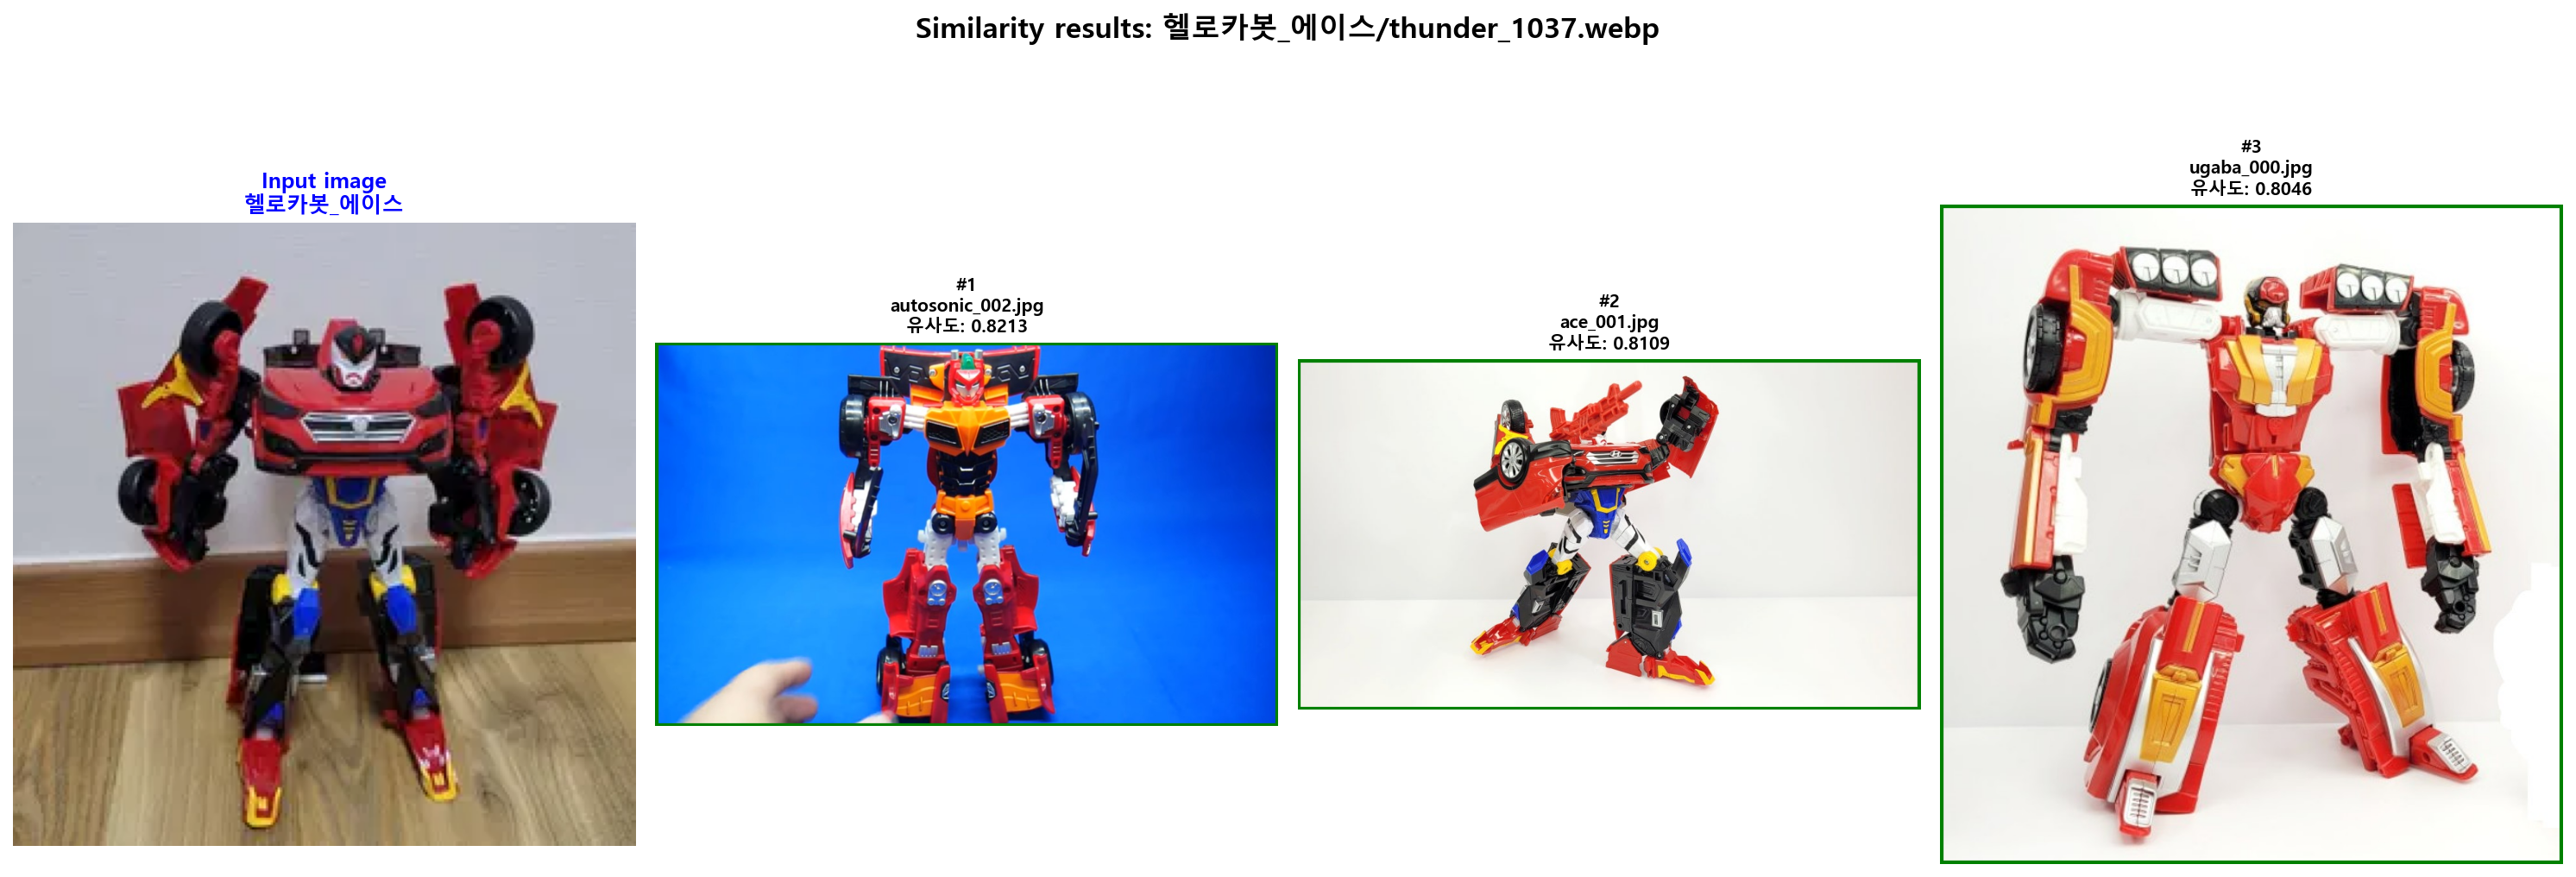 Similarity results: 헬로카봇_에이스/thunder_1037.webp
Input image
헬로카봇_에이스
#1
autosonic_002.jpg
유사도: 0.8213
#2
ace_001.jpg
유사도: 0.8109
#3
ugaba_000.jpg
유사도: 0.8046